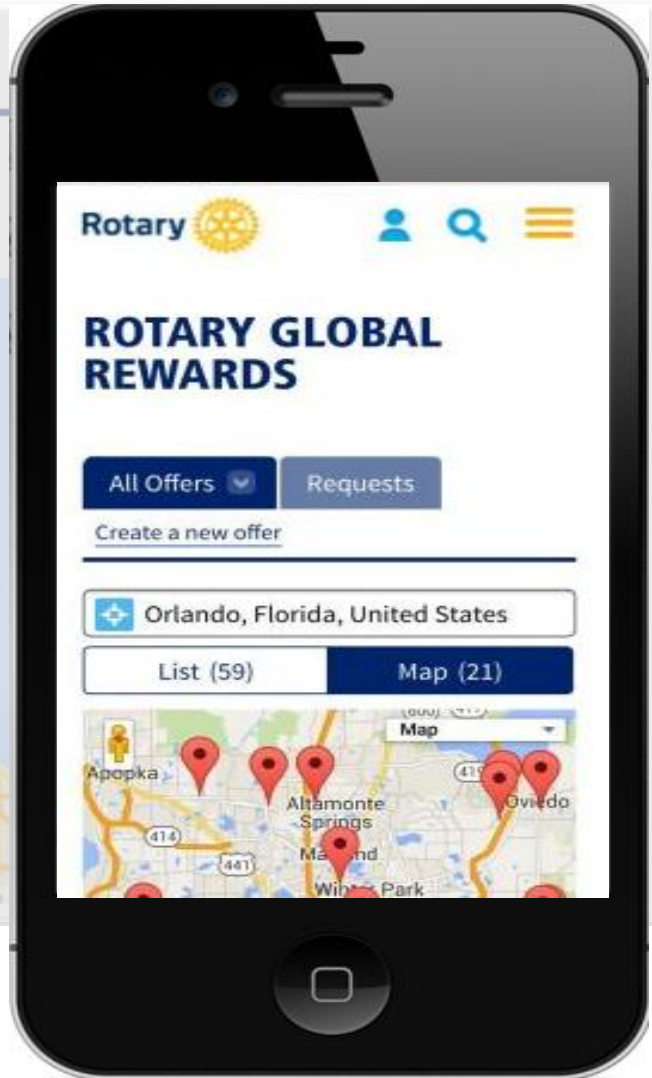 Rotary
ROTARY GLOBAL
REWARDS
All Offers
Requests
Create a new offer
Orlando, Florida, United States
List (59)
Map (21)
Map
Apopka
Altamonte
Springs
Oviedo
414
441
Winter Park